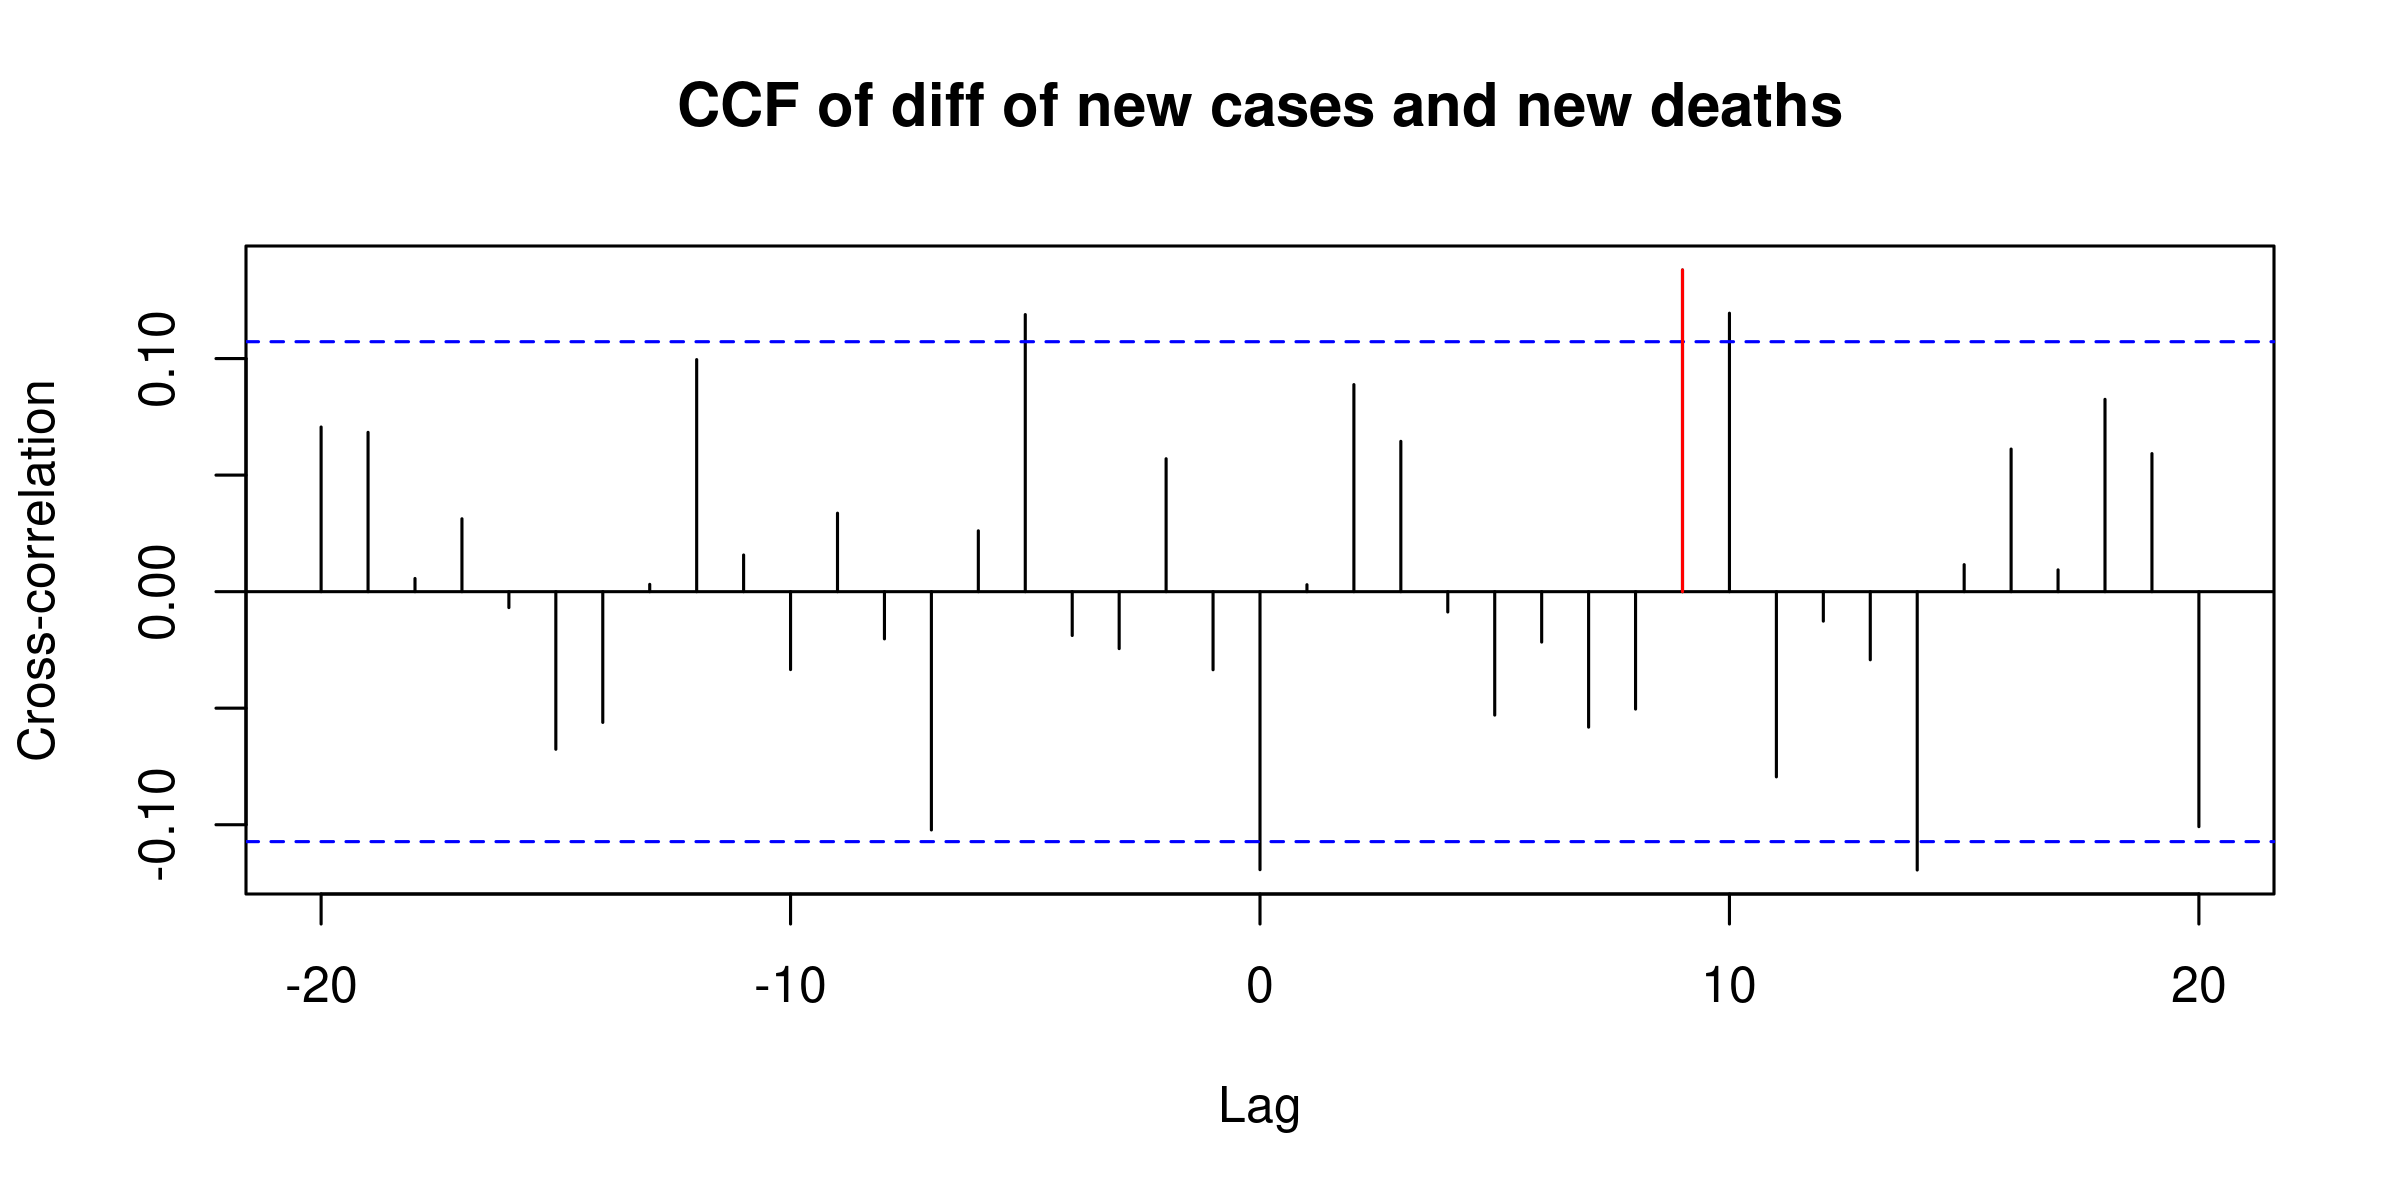 CCF of diff of new cases and new deaths
Cross-correlation
0.10
0.00
-0.10
-20 -10 0 10 20
Lag